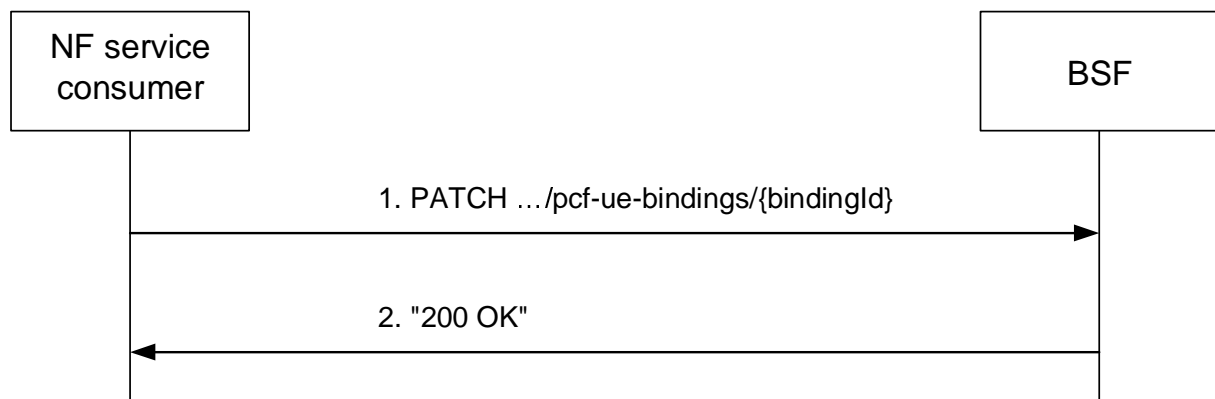 NF service
consumer
BSF
1. PATCH …/pcf-ue-bindings/{bindingId}
2. "200 OK"